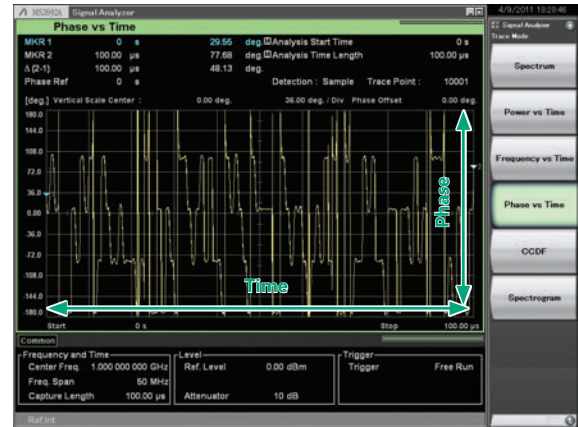 MS2692A Signal Analyzer
4/9/2011 18:28:46
Phase vs Time
MKR 1 0 s 29.55 deg. Analysis Start Time 0 s
MKR 2 100.00 µs 77.68 deg. Analysis Time Length 100.00 µs
Δ (2-1) 100.00 µs 48.13 deg.
Phase Ref 0 s Detection : Sample Trace Point : 10001
[deg.] Vertical Scale Center : 0.00 deg. 36.00 deg. / Div Phase Offset 0.00 deg.
180.0
144.0
108.0
72.0
36.0
0.00
-36.0
-72.0
-108.0
-144.0
-180.0
2
Phase
Time
Start 0 s Stop 100.00 µs
Common
Frequency and Time
Center Freq. 1.000 000 000 GHz
Freq. Span 50 MHz
Capture Length 100.00 µs
Level
Ref. Level 0.00 dBm
Attenuator 10 dB
Trigger
Trigger Free Run
Ref.Int
Signal Analyzer
Trace Mode
Spectrum
Power vs Time
Frequency vs Time
Phase vs Time
CCDF
Spectrogram